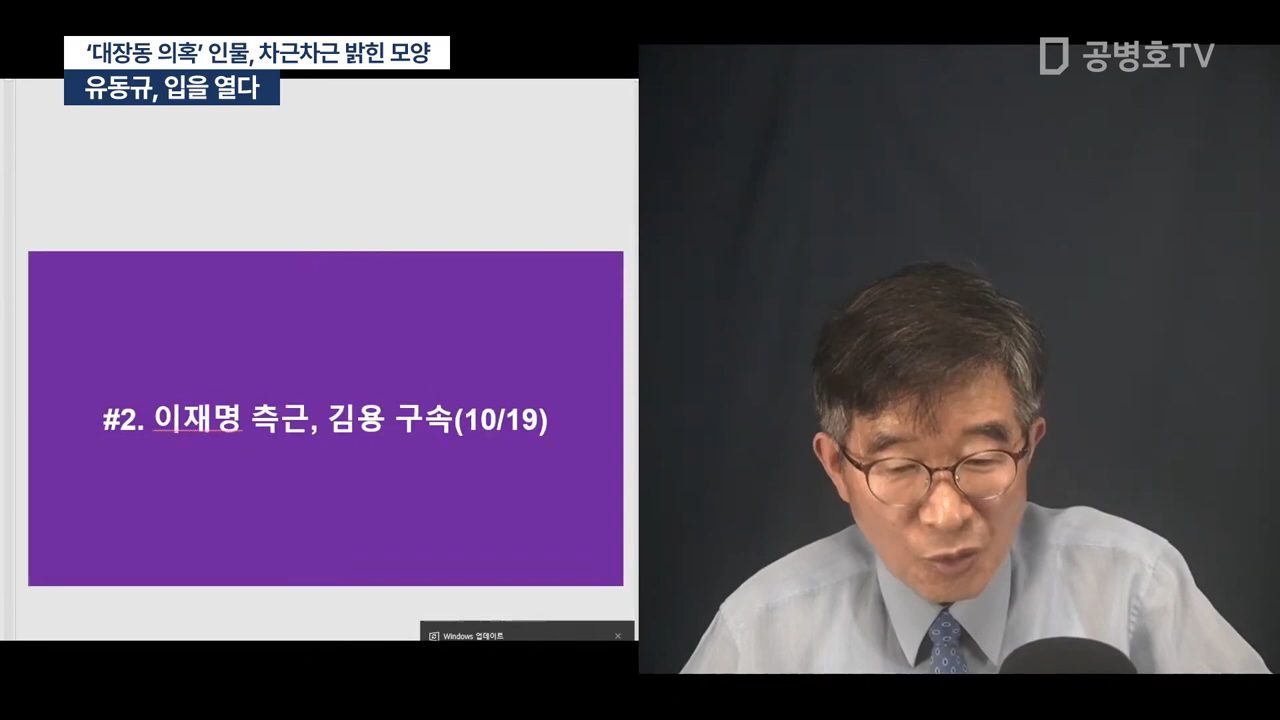 ‘대장동 의혹’ 인물, 차근차근 밝힌 모양
유동규, 입을 열다
공병호TV
#2. 이재명 측근, 김용 구속(10/19)
Windows 업데이트